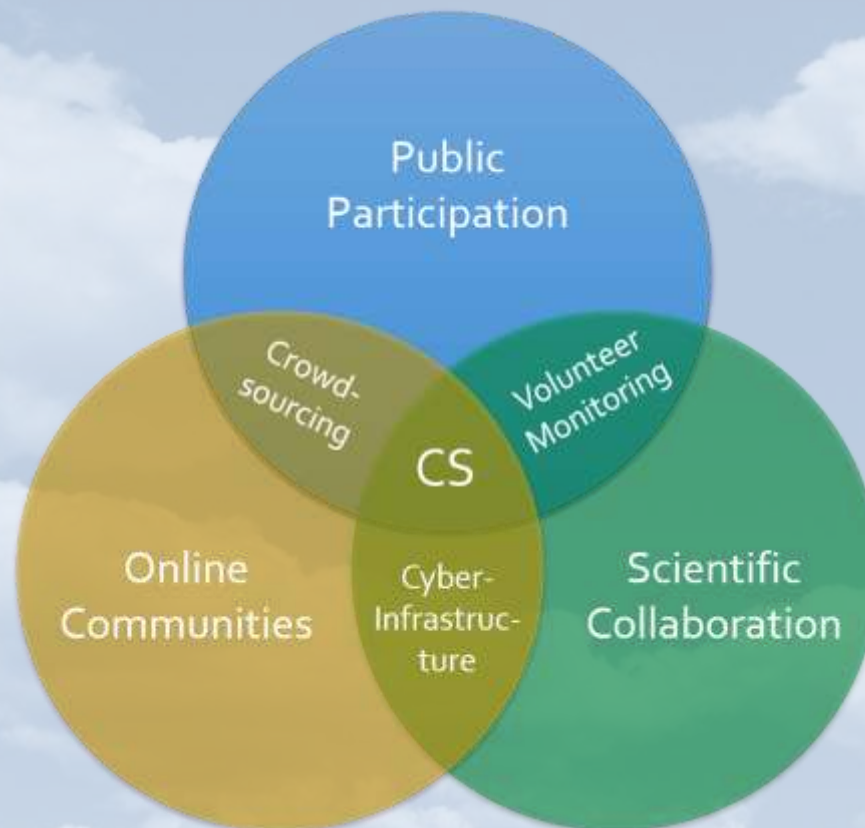 Public
Participation
Crowd-
sourcing
Volunteer
Monitoring
CS
Online
Communities
Cyber-
Infrastruc-
ture
Scientific
Collaboration